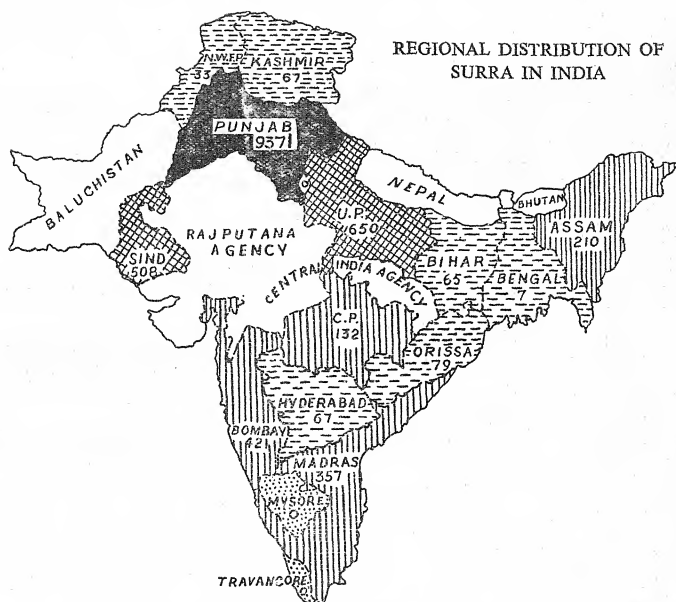 REGIONAL DISTRIBUTION OF
SURRA IN INDIA
N.W.F.P.
33
KASHMIR
67
PUNJAB
937
BALUCHISTAN
NEPAL
BHUTAN
ASSAM
210
U.P.
650
RAJPUTANA
AGENCY
SIND
508
CENTRAL INDIA AGENCY
BIHAR
65
BENGAL
7
C.P.
132
ORISSA
79
HYDERABAD
67
BOMBAY
421
MADRAS
357
MYSORE
0
TRAVANCORE
0